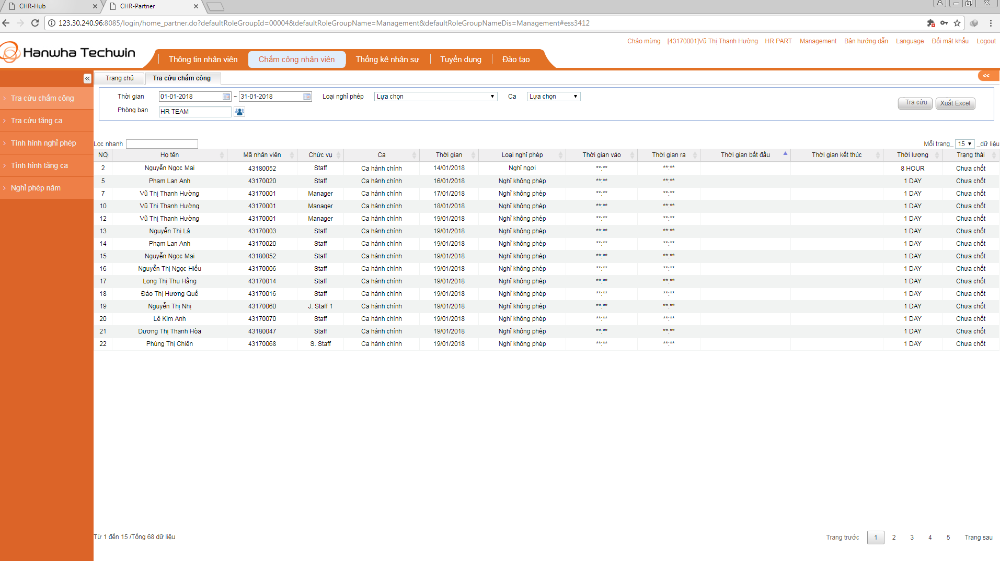 CHR-Hub CHR-Partner
123.30.240.96:8085/login/home_partner.do?defaultRoleGroupId=00004&defaultRoleGroupName=Management&defaultRoleGroupNameDis=Management#ess3412
Chào mừng [43170001]Vũ Thị Thanh Hường HR PART Management Bản hướng dẫn Language Đổi mật khẩu Logout
Hanwha Techwin
Thông tin nhân viên Chấm công nhân viên Thống kê nhân sự Tuyển dụng Đào tạo
Trang chủ Tra cứu chấm công <<
Tra cứu chấm công
Tra cứu tăng ca
Tình hình nghỉ phép
Tình hình tăng ca
Nghỉ phép năm
Thời gian 01-01-2018 ~ 31-01-2018 Loại nghỉ phép Lựa chọn Ca Lựa chọn
Phòng ban HR TEAM
Tra cứu Xuất Excel
Lọc nhanh Mỗi trang_ 15 _dữ liệu
NO Họ tên Mã nhân viên Chức vụ Ca Thời gian Loại nghỉ phép Thời gian vào Thời gian ra Thời gian bắt đầu Thời gian kết thúc Thời lượng Trạng thái
2 Nguyễn Ngọc Mai 43180052 Staff Ca hành chính 14/01/2018 Nghỉ ngơi **:** **:** 8 HOUR Chưa chốt
5 Phạm Lan Anh 43170020 Staff Ca hành chính 16/01/2018 Nghỉ không phép **:** **:** 1 DAY Chưa chốt
7 Vũ Thị Thanh Hường 43170001 Manager Ca hành chính 17/01/2018 Nghỉ không phép **:** **:** 1 DAY Chưa chốt
10 Vũ Thị Thanh Hường 43170001 Manager Ca hành chính 18/01/2018 Nghỉ không phép **:** **:** 1 DAY Chưa chốt
12 Vũ Thị Thanh Hường 43170001 Manager Ca hành chính 19/01/2018 Nghỉ không phép **:** **:** 1 DAY Chưa chốt
13 Nguyễn Thị Lả 43170003 Staff Ca hành chính 19/01/2018 Nghỉ không phép **:** **:** 1 DAY Chưa chốt
14 Phạm Lan Anh 43170020 Staff Ca hành chính 19/01/2018 Nghỉ không phép **:** **:** 1 DAY Chưa chốt
15 Nguyễn Ngọc Mai 43180052 Staff Ca hành chính 19/01/2018 Nghỉ không phép **:** **:** 1 DAY Chưa chốt
16 Nguyễn Thị Ngọc Hiếu 43170006 Staff Ca hành chính 19/01/2018 Nghỉ không phép **:** **:** 1 DAY Chưa chốt
17 Long Thị Thu Hằng 43170014 Staff Ca hành chính 19/01/2018 Nghỉ không phép **:** **:** 1 DAY Chưa chốt
18 Đào Thị Hương Quế 43170016 Staff Ca hành chính 19/01/2018 Nghỉ không phép **:** **:** 1 DAY Chưa chốt
19 Nguyễn Thị Nhị 43170060 J. Staff 1 Ca hành chính 19/01/2018 Nghỉ không phép **:** **:** 1 DAY Chưa chốt
20 Lê Kim Anh 43170070 Staff Ca hành chính 19/01/2018 Nghỉ không phép **:** **:** 1 DAY Chưa chốt
21 Dương Thị Thanh Hòa 43180047 Staff Ca hành chính 19/01/2018 Nghỉ không phép **:** **:** 1 DAY Chưa chốt
22 Phùng Thị Chiên 43170068 S. Staff Ca hành chính 19/01/2018 Nghỉ không phép **:** **:** 1 DAY Chưa chốt
Từ 1 đến 15 /Tổng 68 dữ liệu Trang trước 1 2 3 4 5 Trang sau